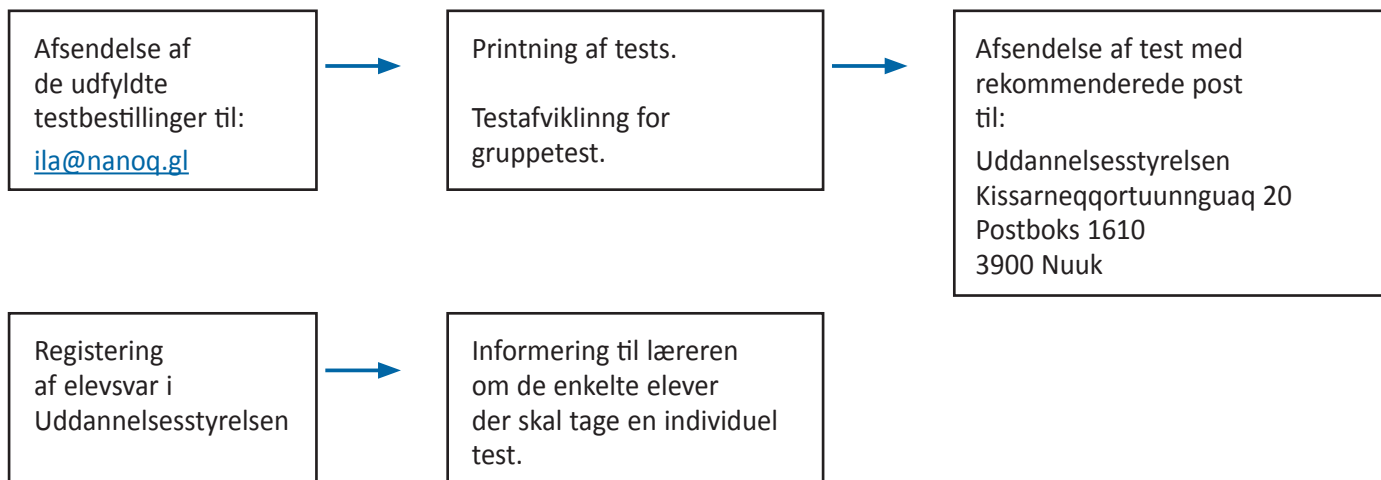 Afsendelse af
de udfyldte
testbestillinger til:
ila@nanoq.gl
Printning af tests.
Testafviklinng for
gruppetest.
Afsendelse af test med
rekommenderede post
til:
Uddannelsesstyrelsen
Kissarneqqortuunnguaq 20
Postboks 1610
3900 Nuuk
Registering
af elevsvar i
Uddannelsesstyrelsen
Informering til læreren
om de enkelte elever
der skal tage en individuel
test.